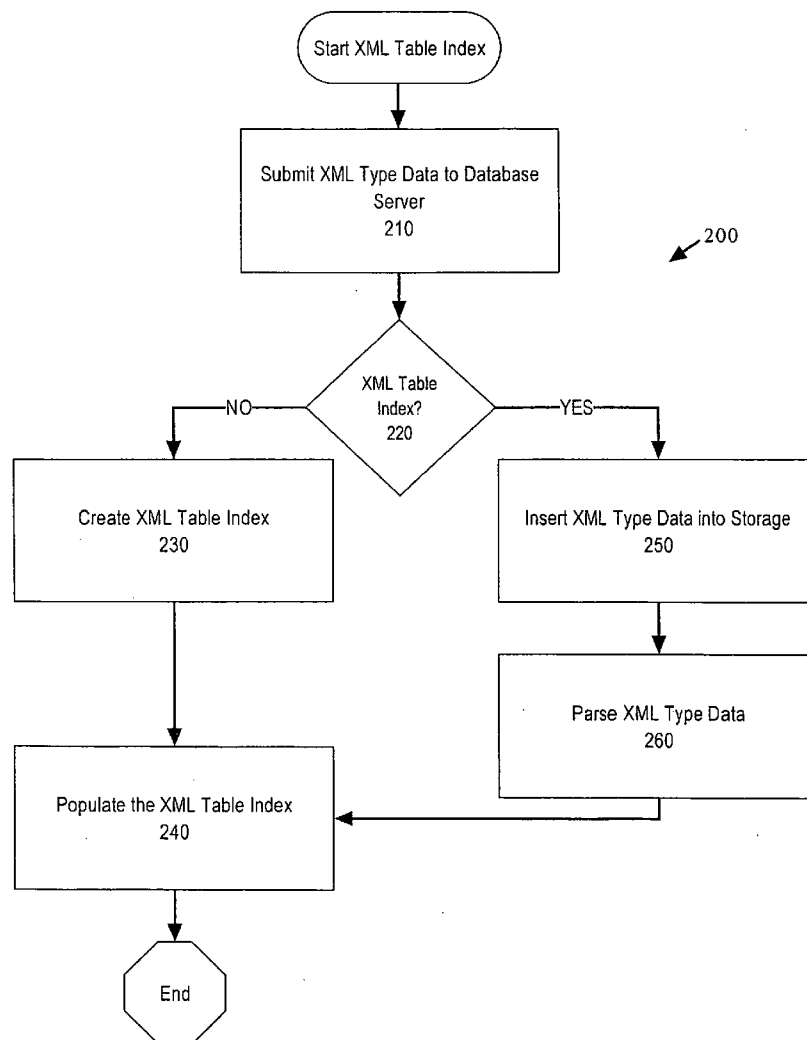 Start XML Table Index
Submit XML Type Data to Database
Server
210
200
XML Table
Index?
220
NO
YES
Create XML Table Index
230
Insert XML Type Data into Storage
250
Parse XML Type Data
260
Populate the XML Table Index
240
End